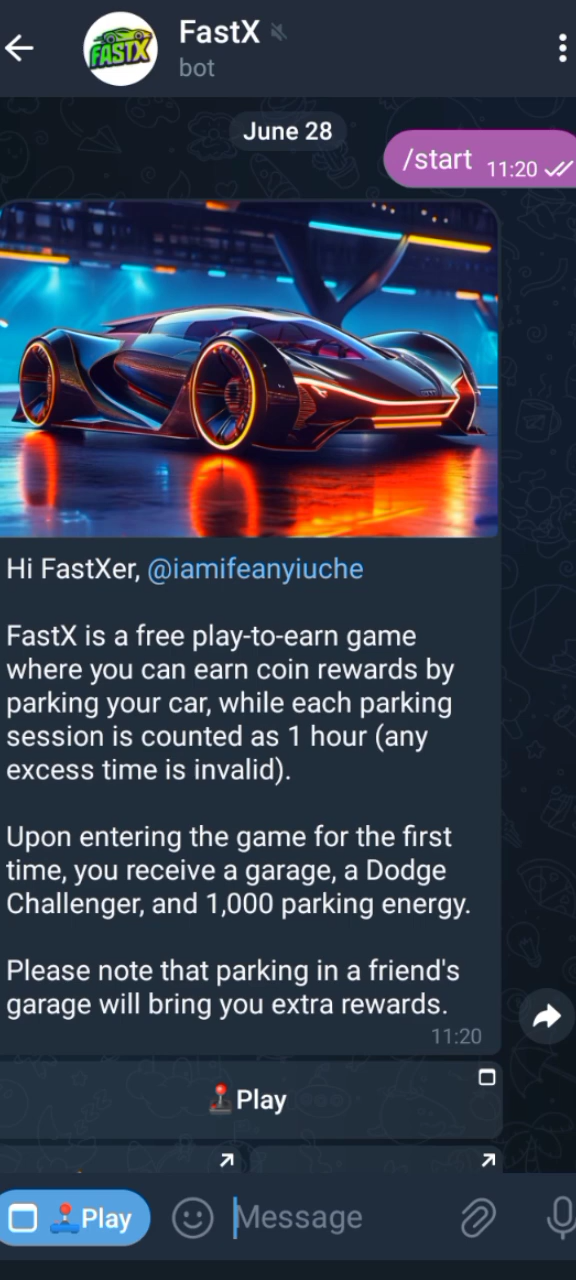 FastX
FASTX
bot
June 28
/start 11:20
Hi FastXer, @iamifeanyiuche
FastX is a free play-to-earn game
where you can earn coin rewards by
parking your car, while each parking
session is counted as 1 hour (any
excess time is invalid).
Upon entering the game for the first
time, you receive a garage, a Dodge
Challenger, and 1,000 parking energy.
Please note that parking in a friend's
garage will bring you extra rewards.
11:20
Play
Play
Message